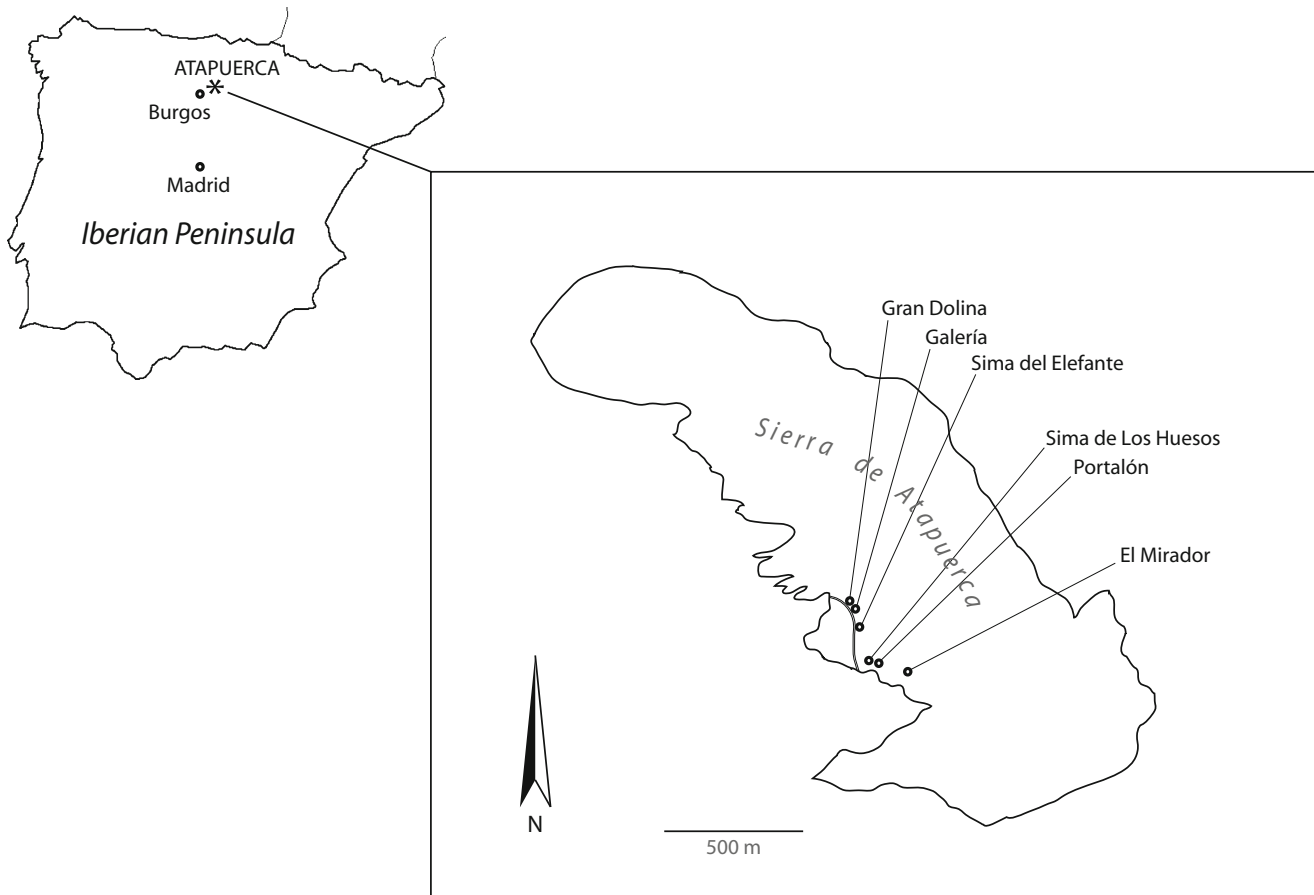 ATAPUERCA
Burgos
Madrid
Iberian Peninsula
Gran Dolina
Galería
Sima del Elefante
Sima de Los Huesos
Portalón
El Mirador
Sierra de Atapuerca
N
500 m